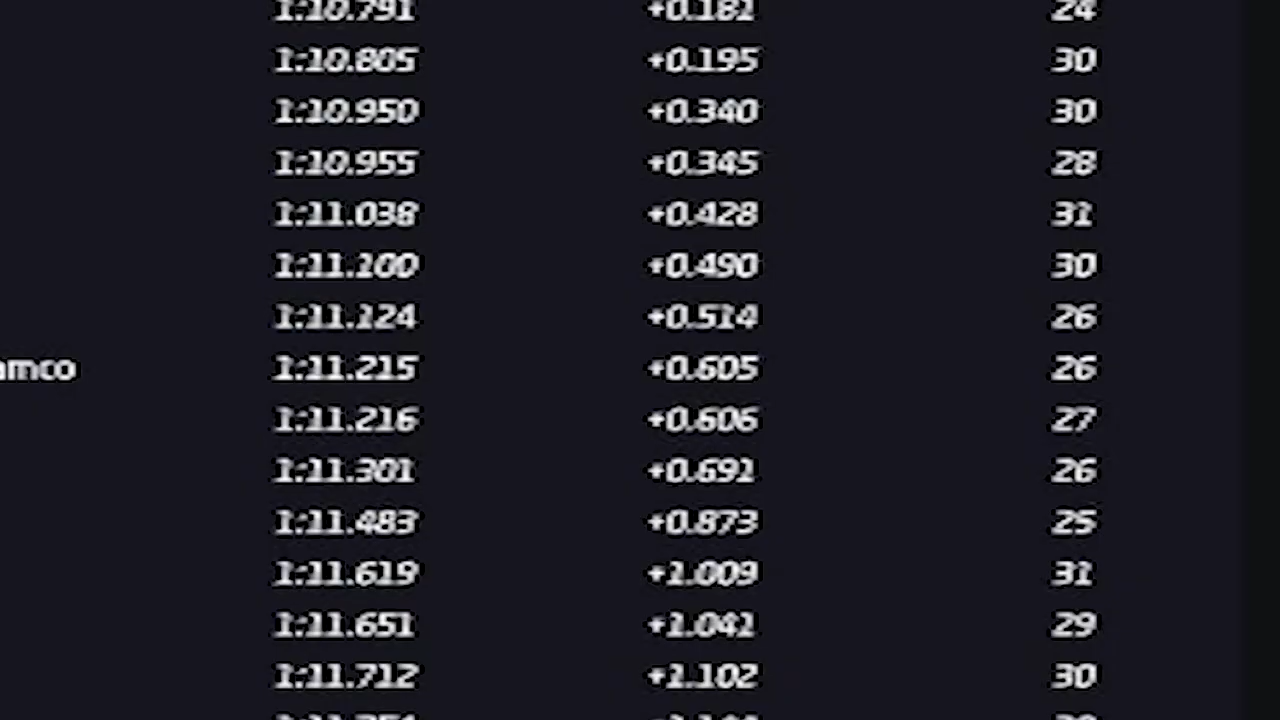 1:10.791 +0.181 24
1:10.805 +0.195 30
1:10.950 +0.340 30
1:10.955 +0.345 28
1:11.038 +0.428 31
1:11.100 +0.490 30
1:11.124 +0.514 26
amco 1:11.215 +0.605 26
1:11.216 +0.606 27
1:11.301 +0.691 26
1:11.483 +0.873 25
1:11.619 +1.009 31
1:11.651 +1.041 29
1:11.712 +1.102 30